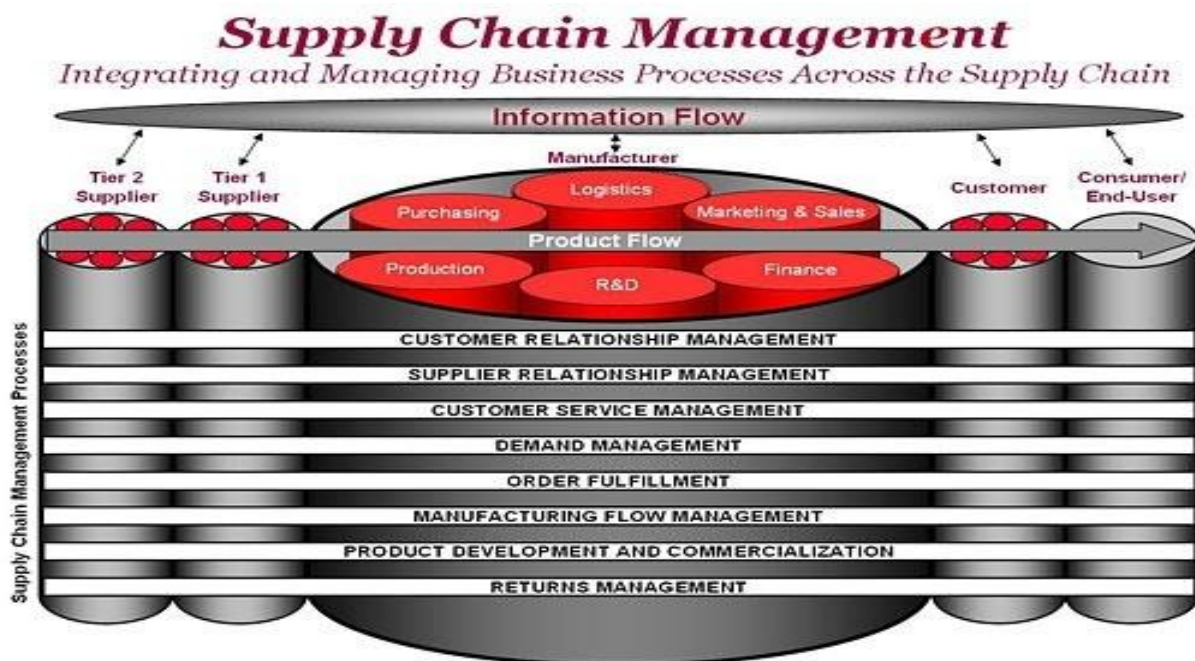 Supply Chain Management
Integrating and Managing Business Processes Across the Supply Chain
Information Flow
Tier 2
Supplier
Tier 1
Supplier
Manufacturer
Customer
Consumer/
End-User
Logistics
Purchasing
Marketing & Sales
Product Flow
Production
R&D
Finance
Supply Chain Management Processes
CUSTOMER RELATIONSHIP MANAGEMENT
SUPPLIER RELATIONSHIP MANAGEMENT
CUSTOMER SERVICE MANAGEMENT
DEMAND MANAGEMENT
ORDER FULFILLMENT
MANUFACTURING FLOW MANAGEMENT
PRODUCT DEVELOPMENT AND COMMERCIALIZATION
RETURNS MANAGEMENT